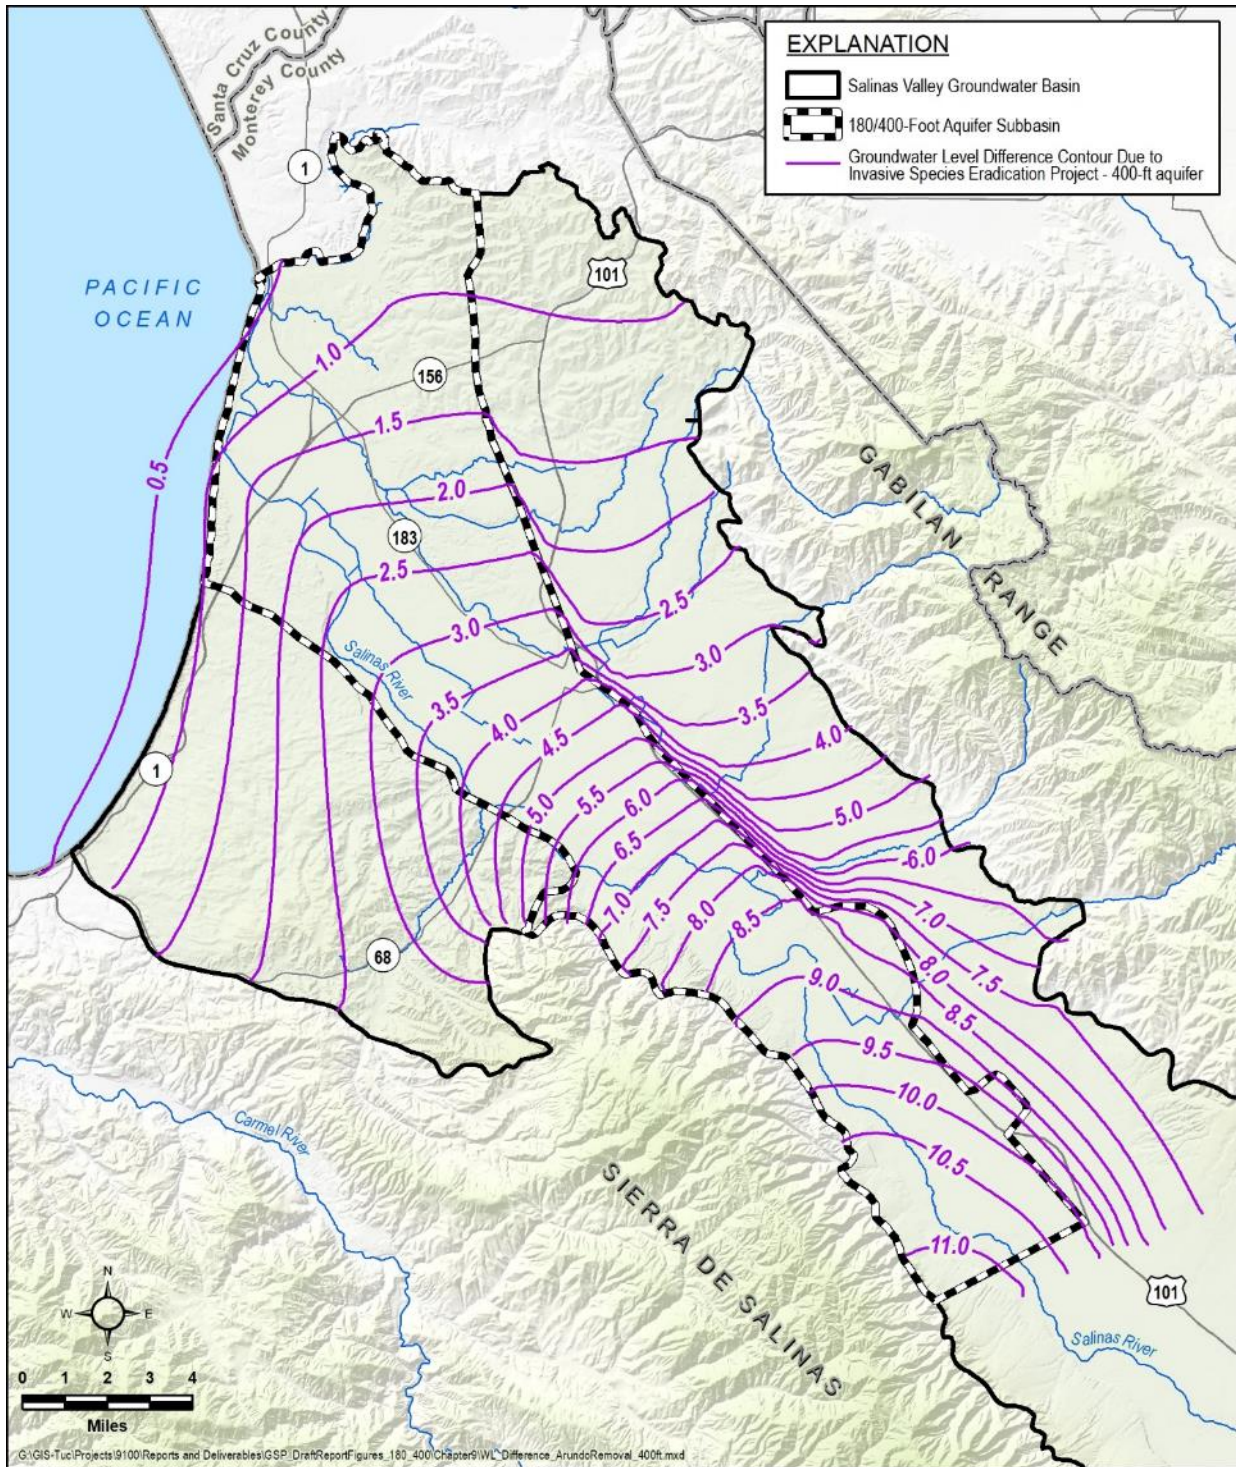 EXPLANATION
Salinas Valley Groundwater Basin
180/400-Foot Aquifer Subbasin
Groundwater Level Difference Contour Due to
Invasive Species Eradication Project - 400-ft aquifer
Santa Cruz County
Monterey County
1
101
PACIFIC
OCEAN
1.0
156
1.5
0.5
2.0
GABILAN
RANGE
183
2.5
2.5
3.0
3.0
Salinas River
3.5
3.5
4.0
4.0
4.5
1
5.0
5.5
6.0
5.0
6.5
6.0
7.0
7.5
8.0
8.5
7.0
68
8.0
7.5
9.0
8.5
9.5
10.0
Carmel River
10.5
SIERRA DE SALINAS
11.0
101
Salinas River
N
W
E
S
0 1 2 3 4
Miles
G:\GIS-Tuc\Projects\9100\Reports and Deliverables\GSP_DraftReportFigures_180_400\Chapter9\WL_Difference_ArundoRemoval_400ft.mxd